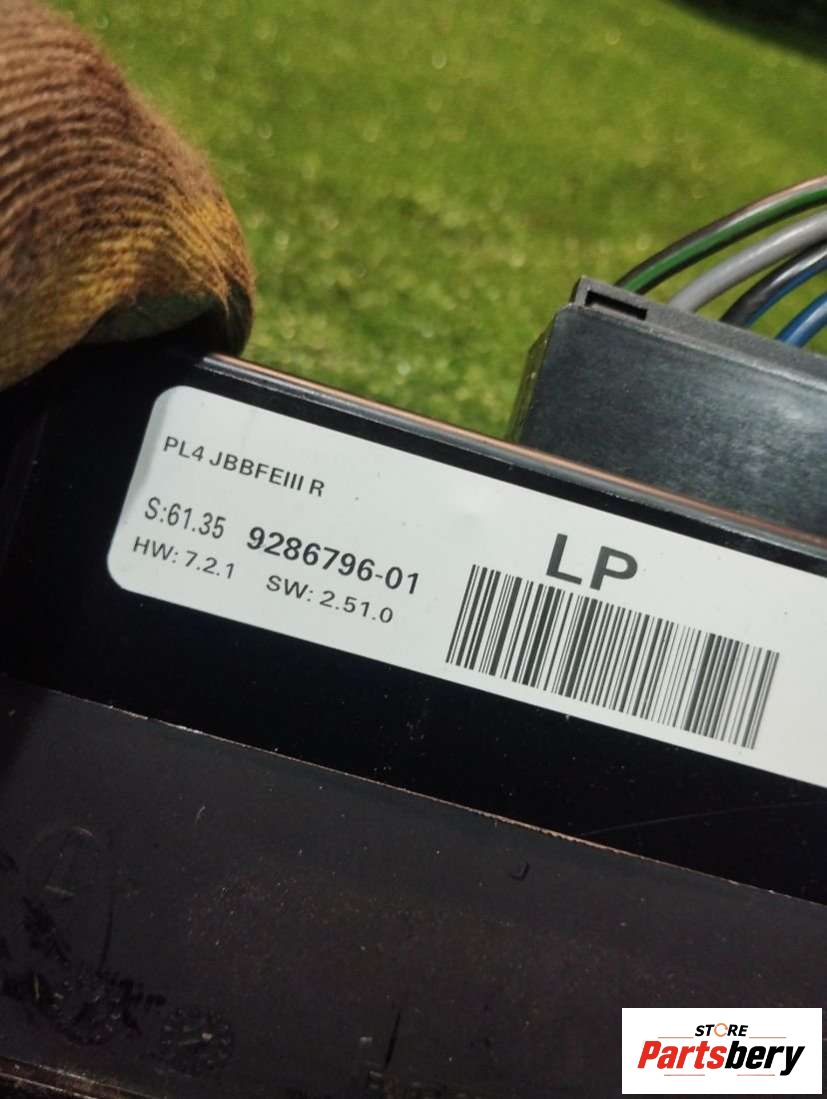 PL4 JBBFEIII R
S:61.35 9286796-01
HW: 7.2.1 SW: 2.51.0
LP
STORE
Partsbery